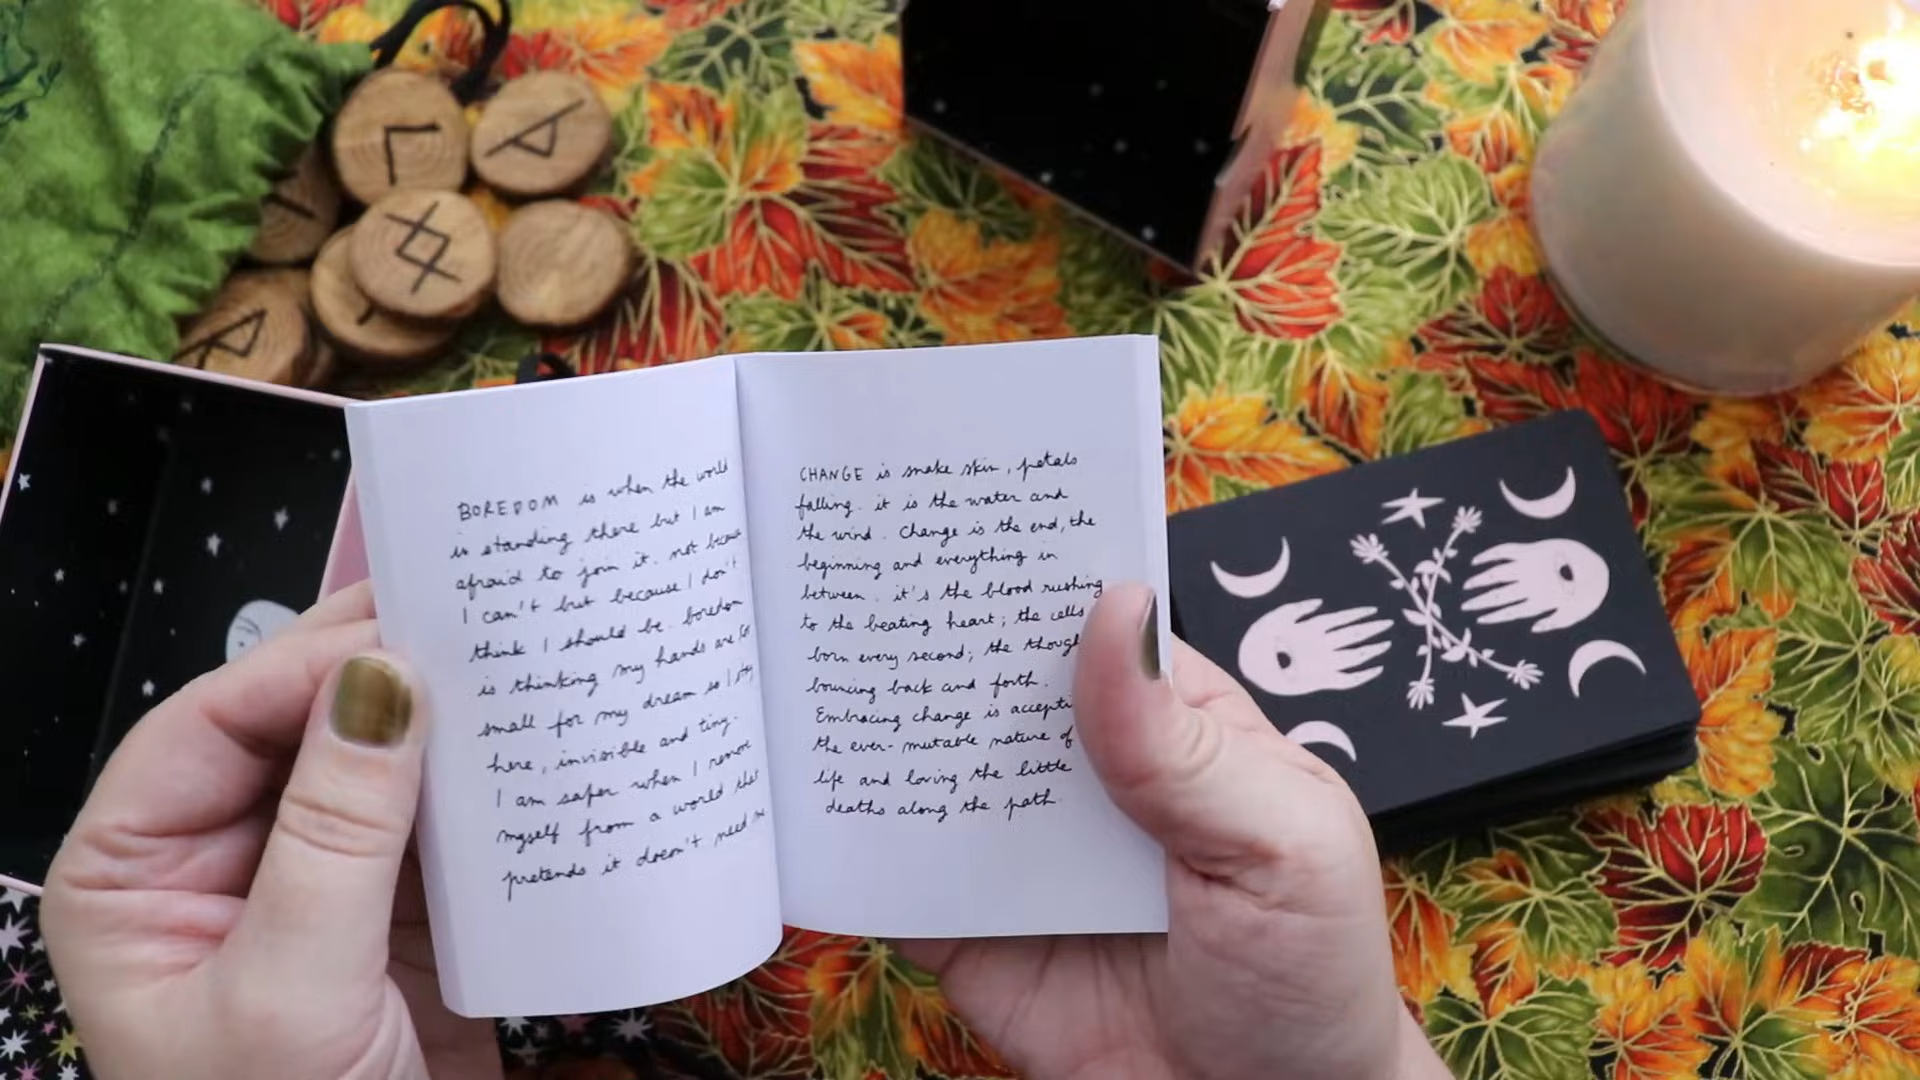 BOREDOM is when the world
is standing there but I am
afraid to join it. not because
I can't but because I don't
think I should be. boredom
is thinking my hands are too
small for my dream so I stay
here, invisible and tiny.
I am safer when I remove
myself from a world that
pretends it doesn't need me
CHANGE is snake skin, petals
falling. it is the water and
the wind. Change is the end, the
beginning and everything in
between. it's the blood rushing
to the beating heart; the cells
born every second; the though
bouncing back and forth.
Embracing change is accepti
the ever-mutable nature of
life and loving the little
deaths along the path.